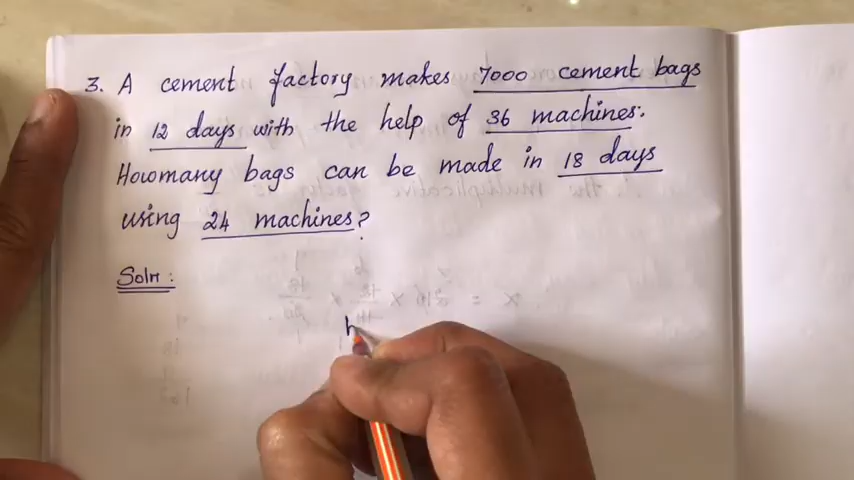 3. A cement factory makes 7000 cement bags
in 12 days with the help of 36 machines.
Howmany bags can be made in 18 days
using 24 machines?
Soln: